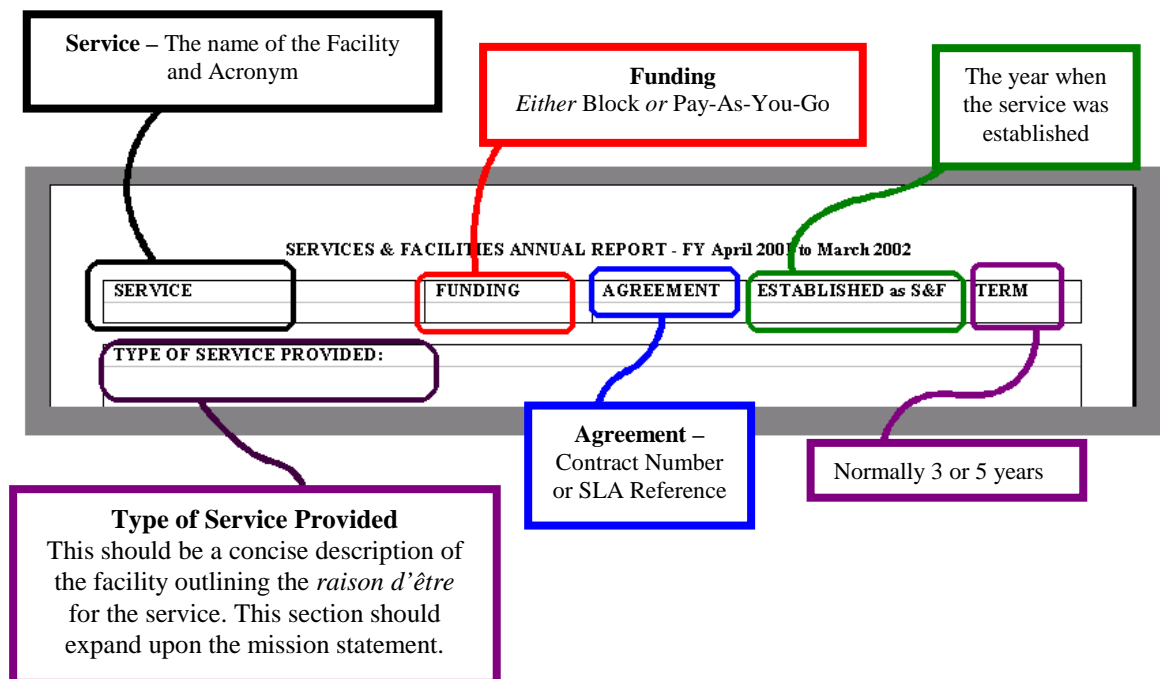 Service – The name of the Facility
and Acronym
Funding
Either Block or Pay-As-You-Go
The year when
the service was
established
SERVICES & FACILITIES ANNUAL REPORT - FY April 2001 to March 2002
SERVICE FUNDING AGREEMENT ESTABLISHED as S&F TERM
TYPE OF SERVICE PROVIDED:
Agreement –
Contract Number
or SLA Reference
Normally 3 or 5 years
Type of Service Provided
This should be a concise description of
the facility outlining the raison d’être
for the service. This section should
expand upon the mission statement.